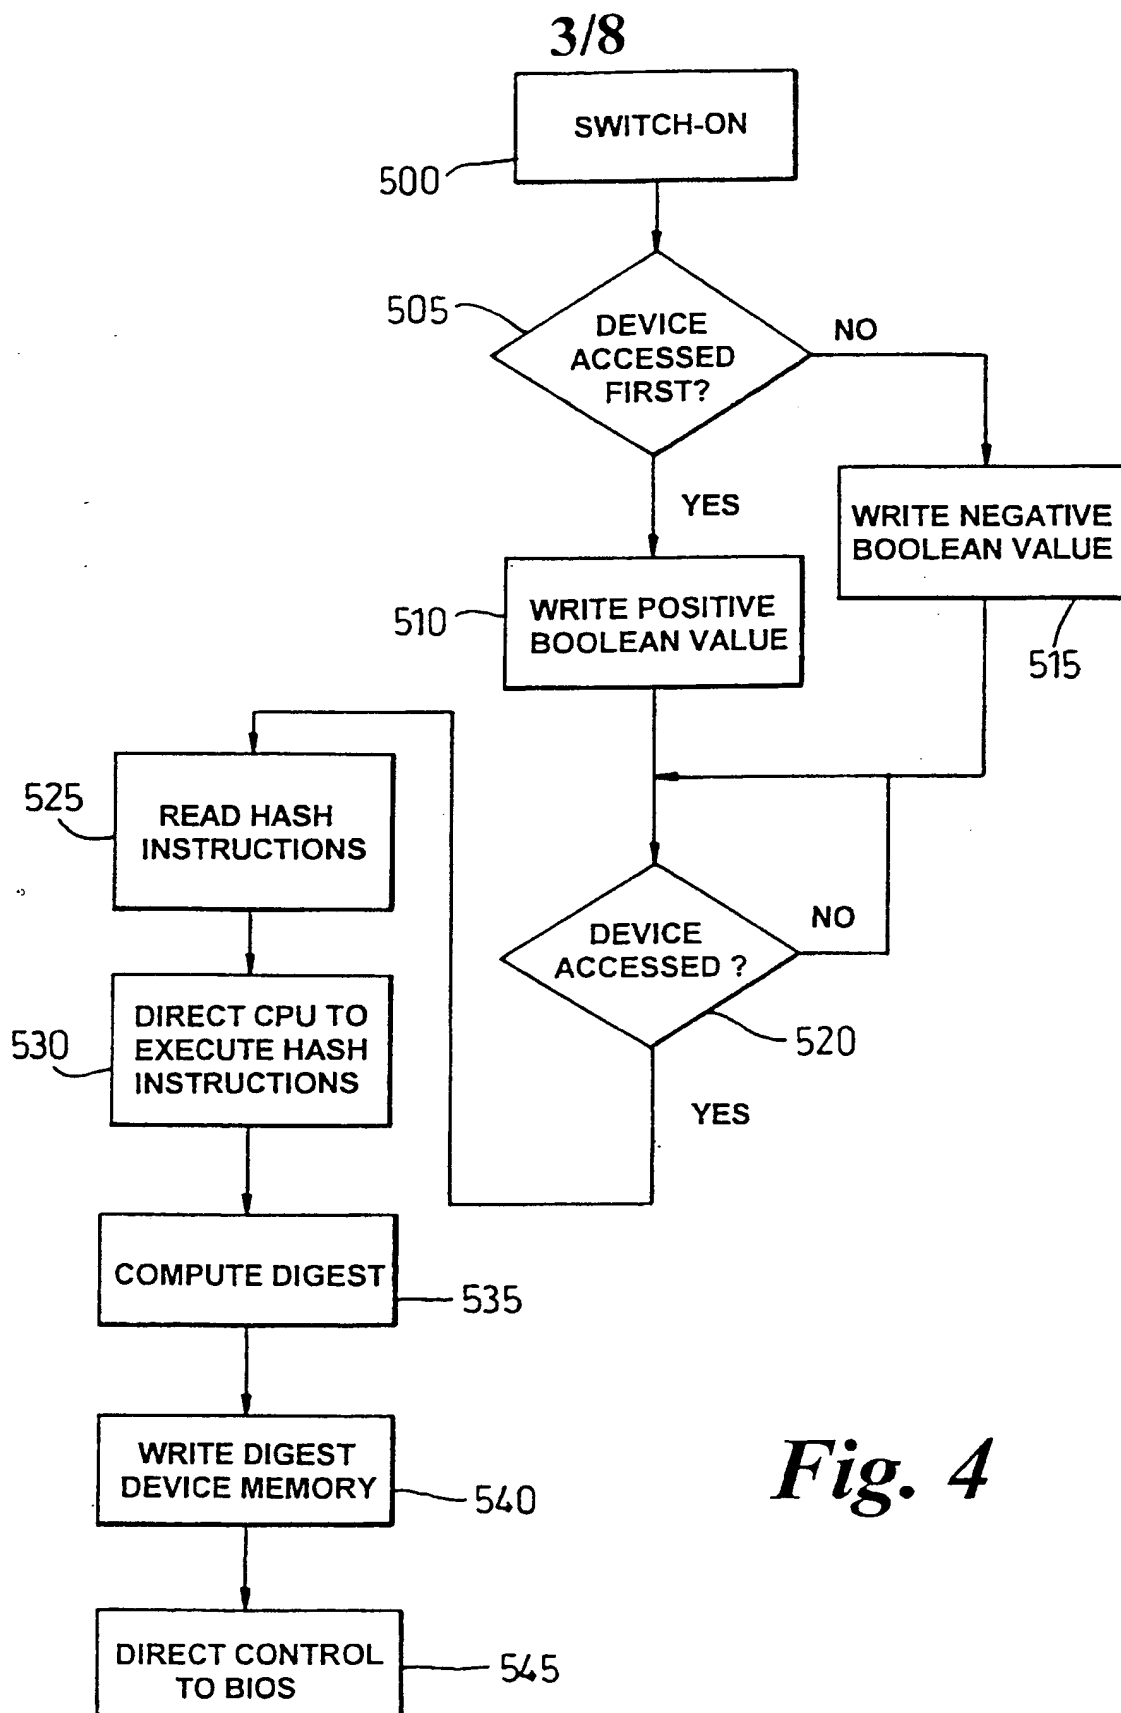 3/8
SWITCH-ON
500
505
DEVICE
ACCESSED
FIRST?
NO
YES
WRITE NEGATIVE
BOOLEAN VALUE
515
510
WRITE POSITIVE
BOOLEAN VALUE
525
READ HASH
INSTRUCTIONS
DEVICE
ACCESSED ?
NO
520
YES
530
DIRECT CPU TO
EXECUTE HASH
INSTRUCTIONS
COMPUTE DIGEST
535
WRITE DIGEST
DEVICE MEMORY
540
DIRECT CONTROL
TO BIOS
545
Fig. 4